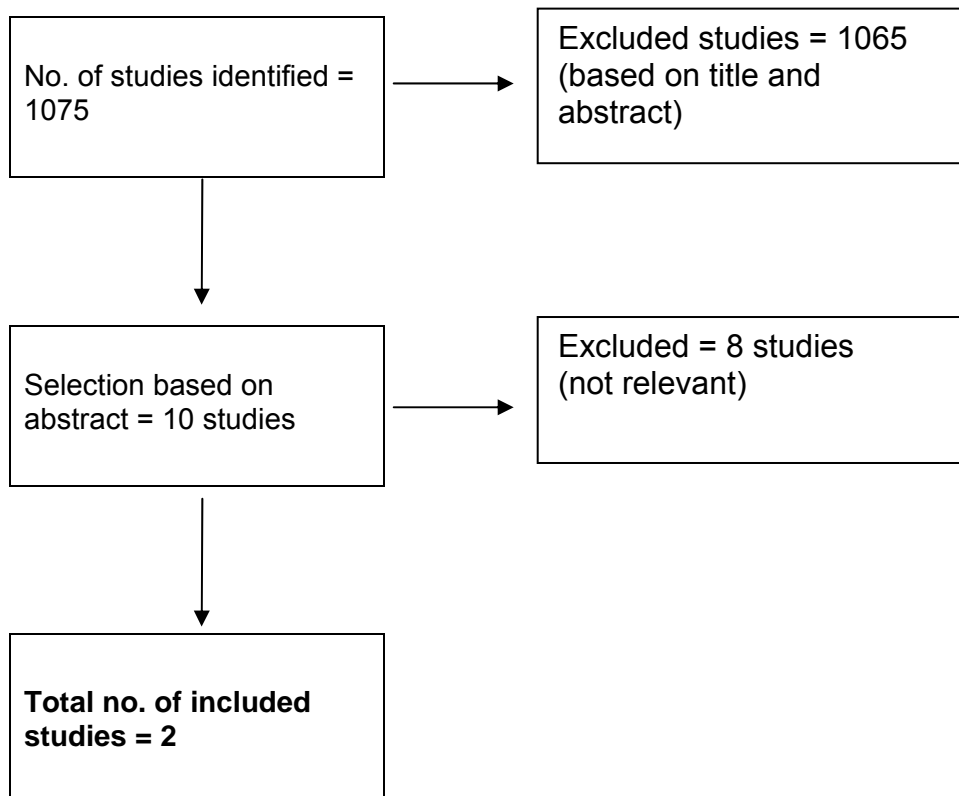 No. of studies identified =
1075
Excluded studies = 1065
(based on title and
abstract)
Selection based on
abstract = 10 studies
Excluded = 8 studies
(not relevant)
Total no. of included
studies = 2